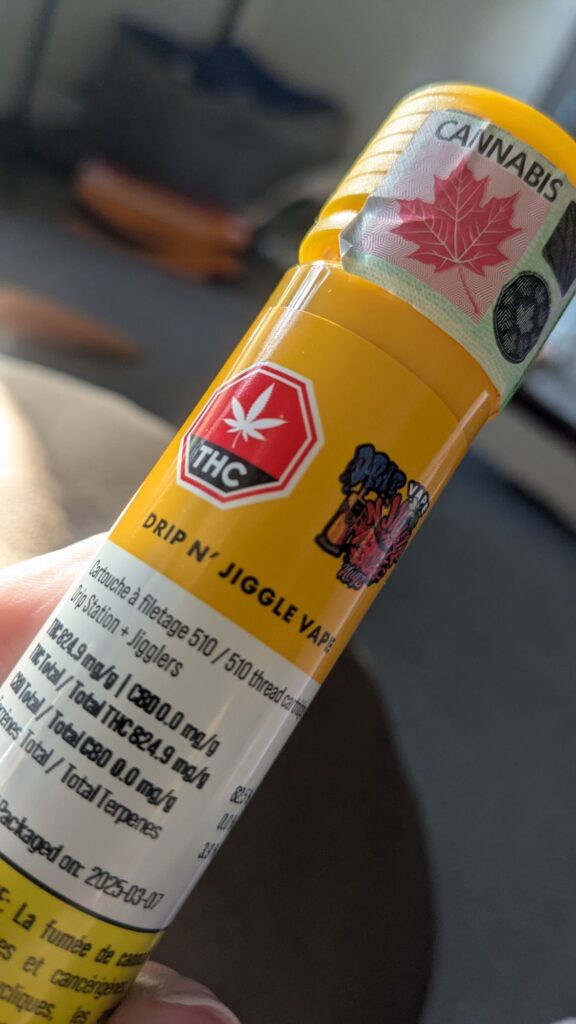 CANNABIS
THC
DRIP
DRIP N' JIGGLE VAPE
Cartouche à filetage 510 / 510 thread
Drip Station + Jigglers
THC 824.9 mg/g | CBD 0.0 mg/g
THC Total / Total THC 824.9 mg/g
CBD Total / Total CBD 0.0 mg/g
Total / Total Terpenes
Packaged on: 2025-03-07
La fumée de
et cancérigènes
les